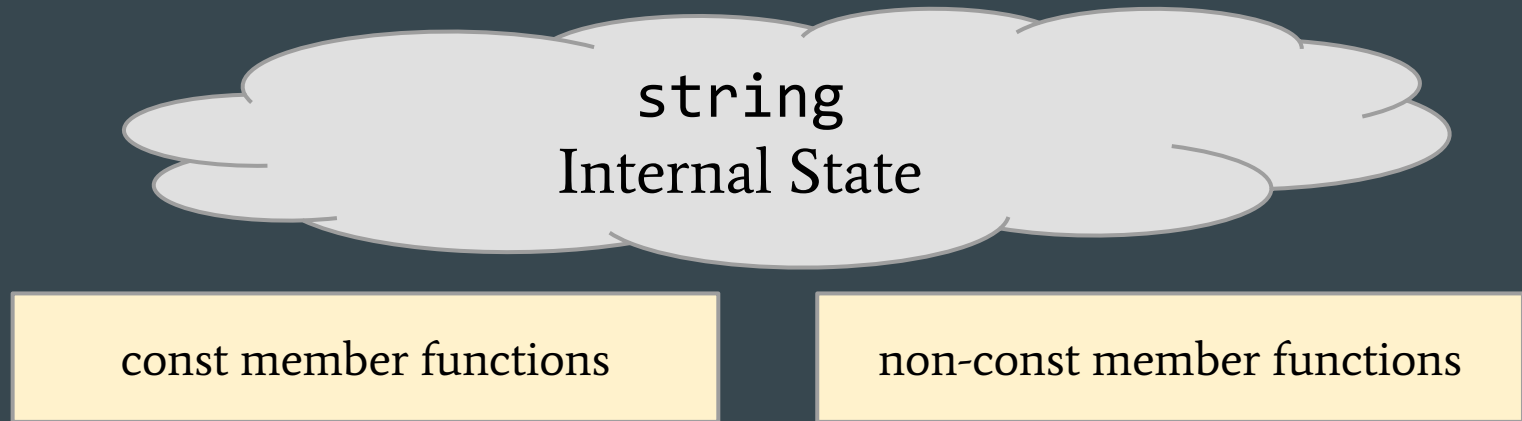 string
Internal State
const member functions
non-const member functions